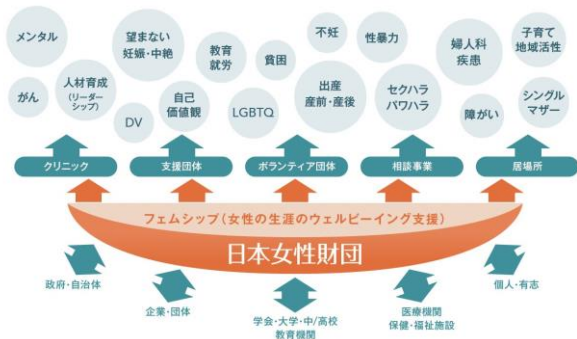 メンタル
望まない
妊娠・中絶
教育
就労
貧困
不妊
性暴力
婦人科
疾患
子育て
地域活性
がん
人材育成
(リーダー
シップ)
DV
自己
価値観
LGBTQ
出産
産前・産後
セクハラ
パワハラ
障がい
シングル
マザー
クリニック
支援団体
ボランティア団体
相談事業
居場所
フェムシップ(女性の生涯のウェルビーイング支援)
日本女性財団
政府・自治体
企業・団体
学会・大学・中/高校
教育機関
医療機関
保健・福祉施設
個人・有志